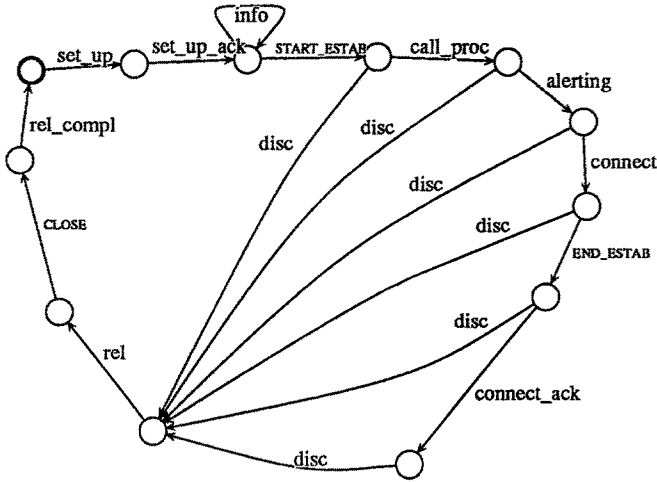 info
set_up
set_up_ack
START_ESTAB
call_proc
alerting
rel_compl
disc
disc
disc
connect
CLOSE
disc
END_ESTAB
disc
rel
connect_ack
disc